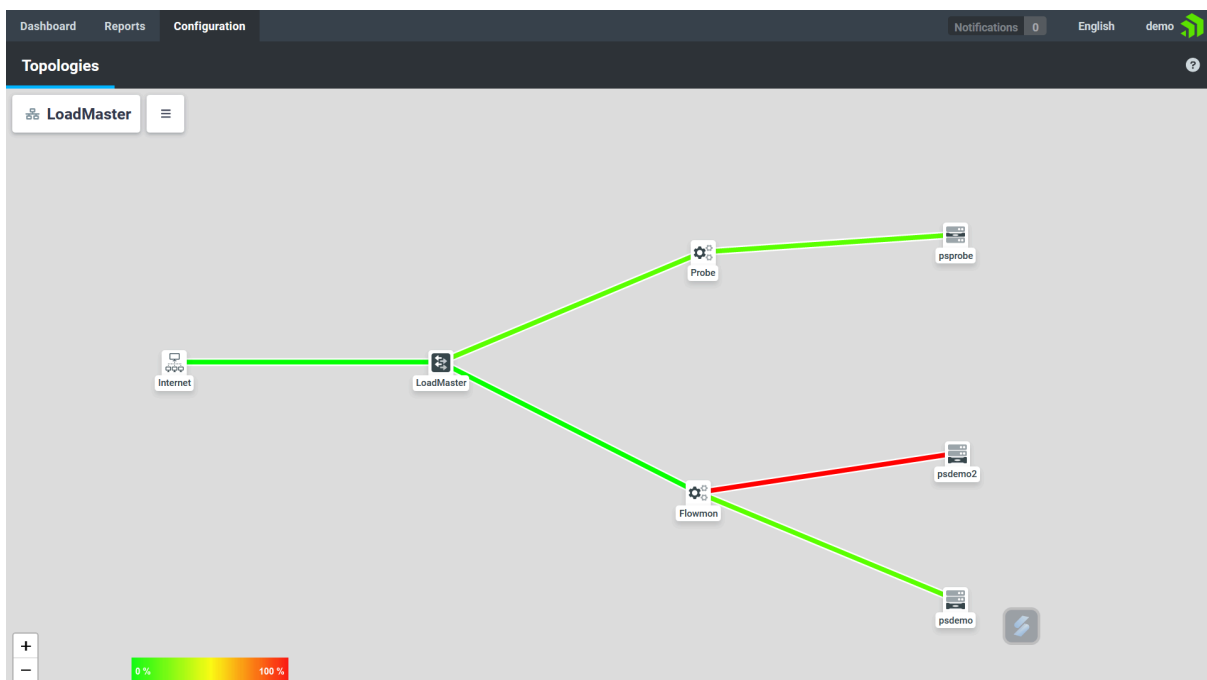 Dashboard Reports Configuration Notifications 0 English demo
Topologies
LoadMaster
psprobe
Probe
Internet
LoadMaster
psdemo2
Flowmon
psdemo
+
−
0 % 100 %